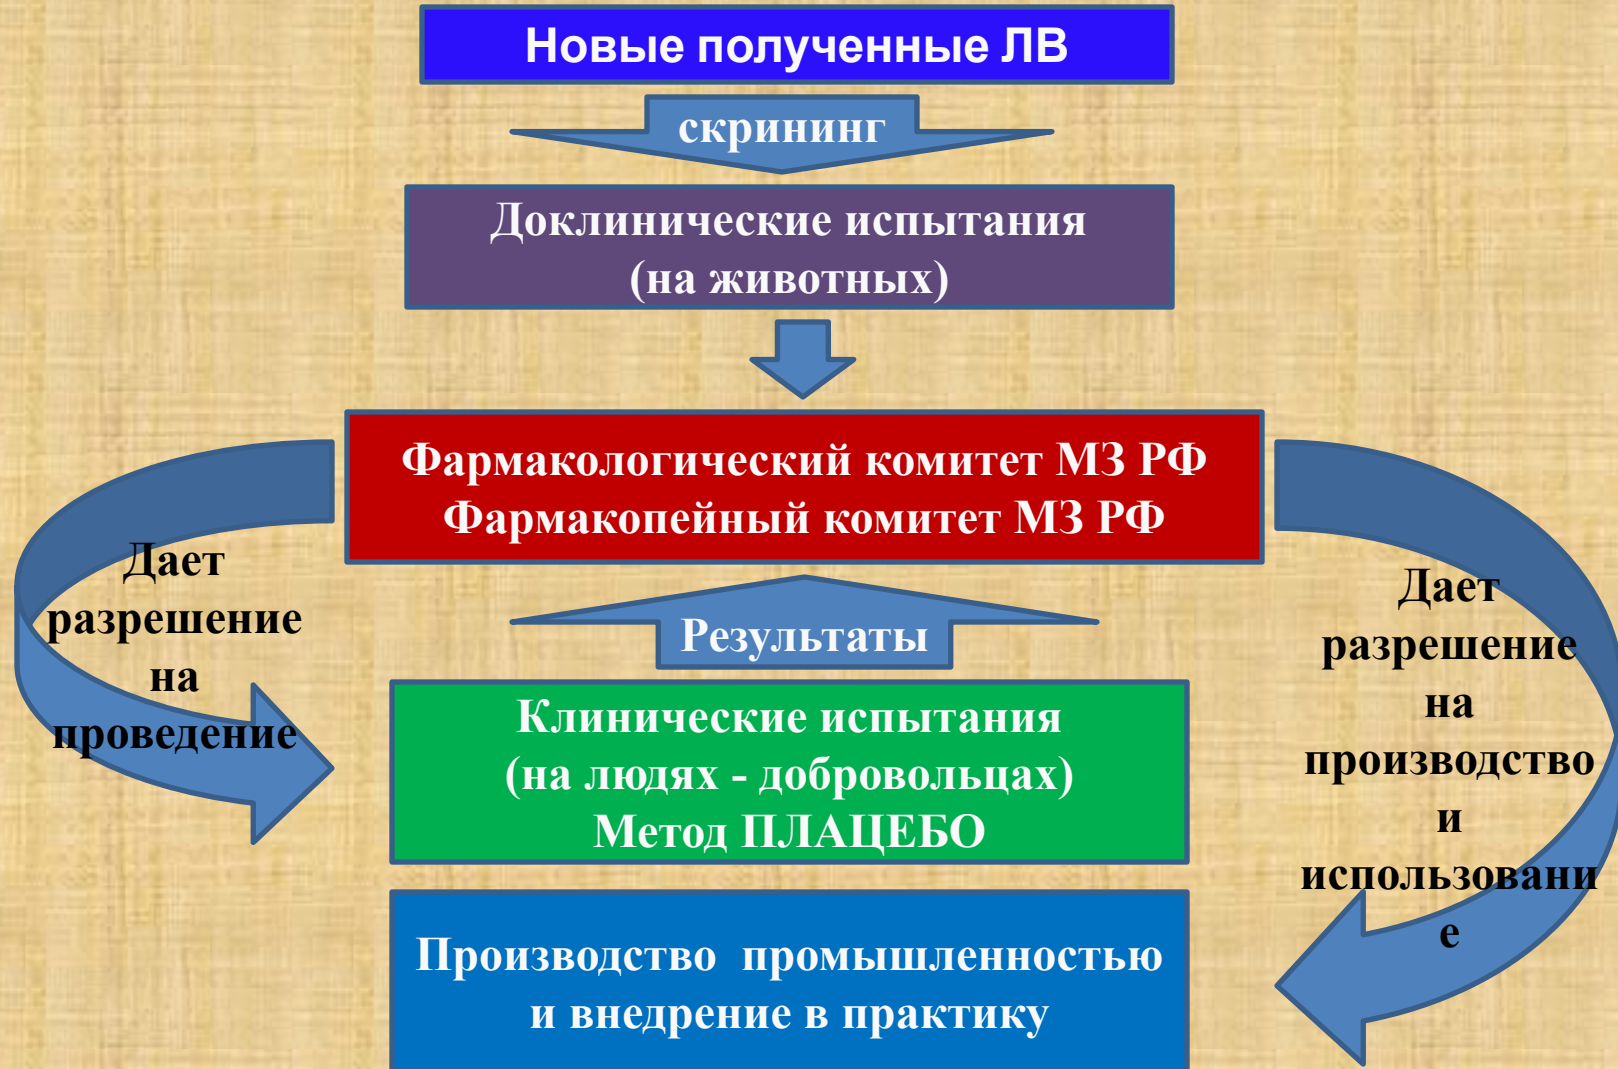 Новые полученные ЛВ
скрининг
Доклинические испытания
(на животных)
Фармакологический комитет МЗ РФ
Фармакопейный комитет МЗ РФ
Дает
разрешение
на
проведение
Результаты
Дает
разрешение
на
производство
и
использовани
е
Клинические испытания
(на людях - добровольцах)
Метод ПЛАЦЕБО
Производство промышленностью
и внедрение в практику